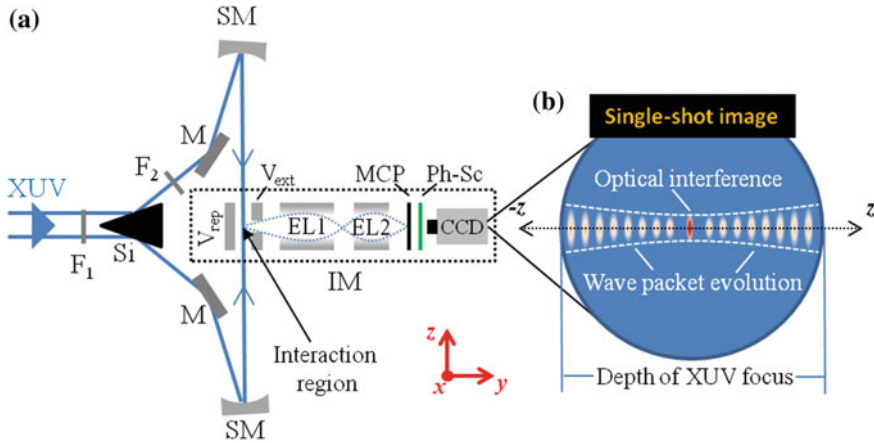 (a)
SM
M
F2
XUV
F1
Si
M
SM
Vrep
Vext
EL1
EL2
MCP
Ph-Sc
CCD
IM
Interaction
region
z
x
y
(b)
Single-shot image
Optical interference
-z
z
Wave packet evolution
Depth of XUV focus